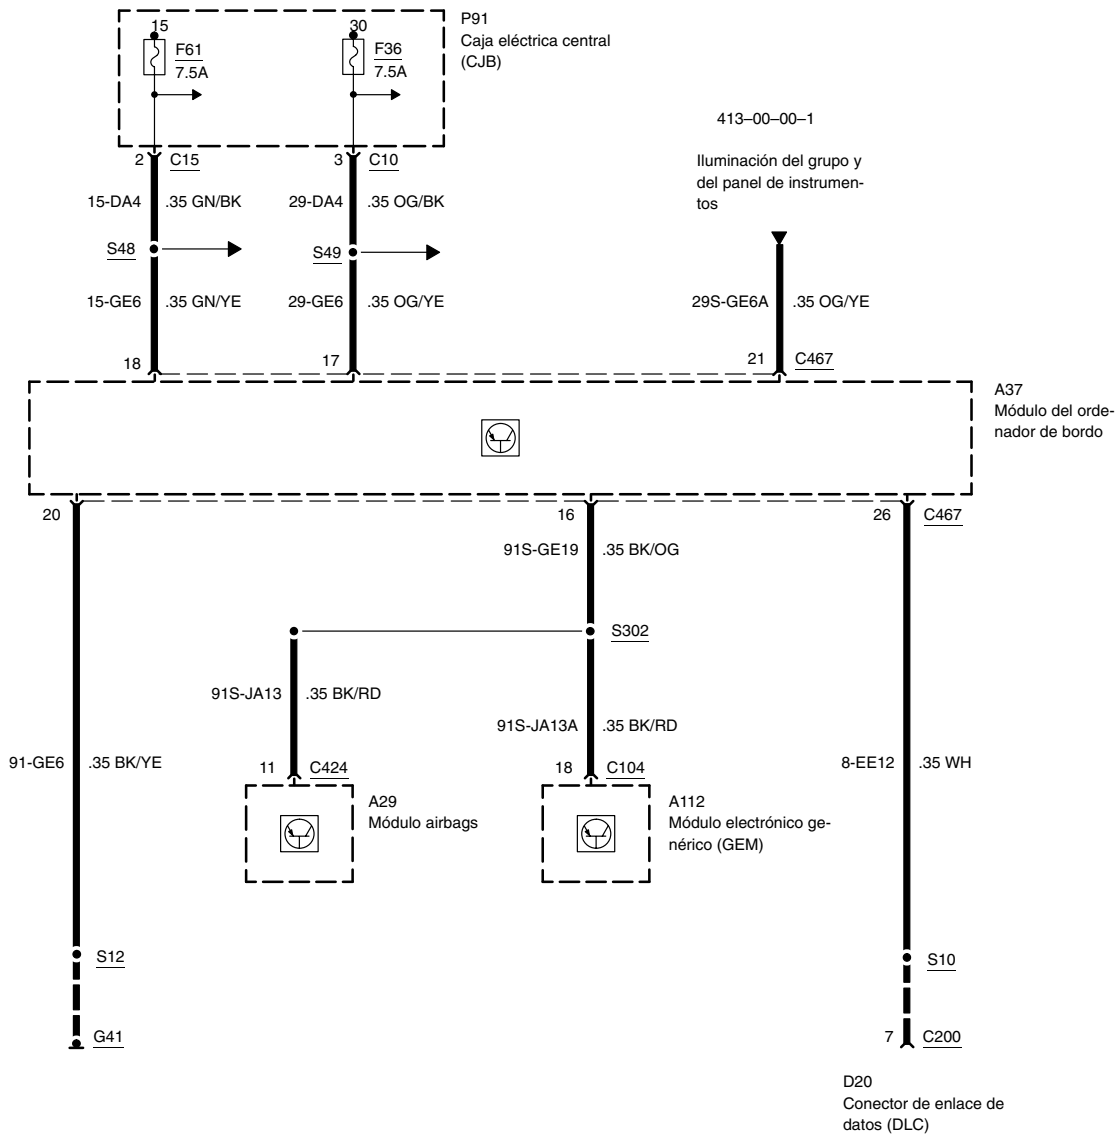 15
F61
7.5A
30
F36
7.5A
P91
Caja eléctrica central
(CJB)
413–00–00–1
Iluminación del grupo y
del panel de instrumen-
tos
2
C15
3
C10
15-DA4
.35 GN/BK
29-DA4
.35 OG/BK
S48
S49
15-GE6
.35 GN/YE
29-GE6
.35 OG/YE
29S-GE6A
.35 OG/YE
18
17
21
C467
A37
Módulo del orde-
nador de bordo
20
16
26
C467
91S-GE19
.35 BK/OG
S302
91S-JA13
.35 BK/RD
91S-JA13A
.35 BK/RD
91-GE6
.35 BK/YE
8-EE12
.35 WH
11
C424
18
C104
A29
Módulo airbags
A112
Módulo electrónico ge-
nérico (GEM)
S12
S10
G41
7
C200
D20
Conector de enlace de
datos (DLC)